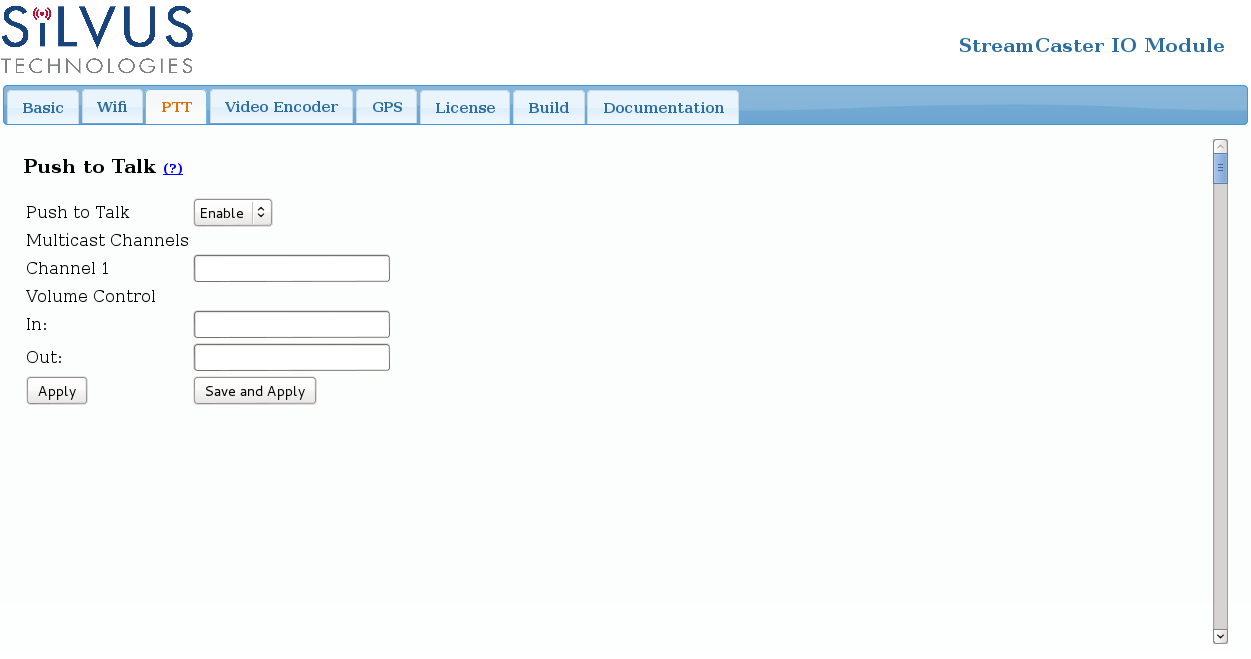 SiLVUS
TECHNOLOGIES
StreamCaster IO Module
Basic Wifi PTT Video Encoder GPS License Build Documentation
Push to Talk (?)
Push to Talk Enable
Multicast Channels
Channel 1
Volume Control
In:
Out:
Apply Save and Apply